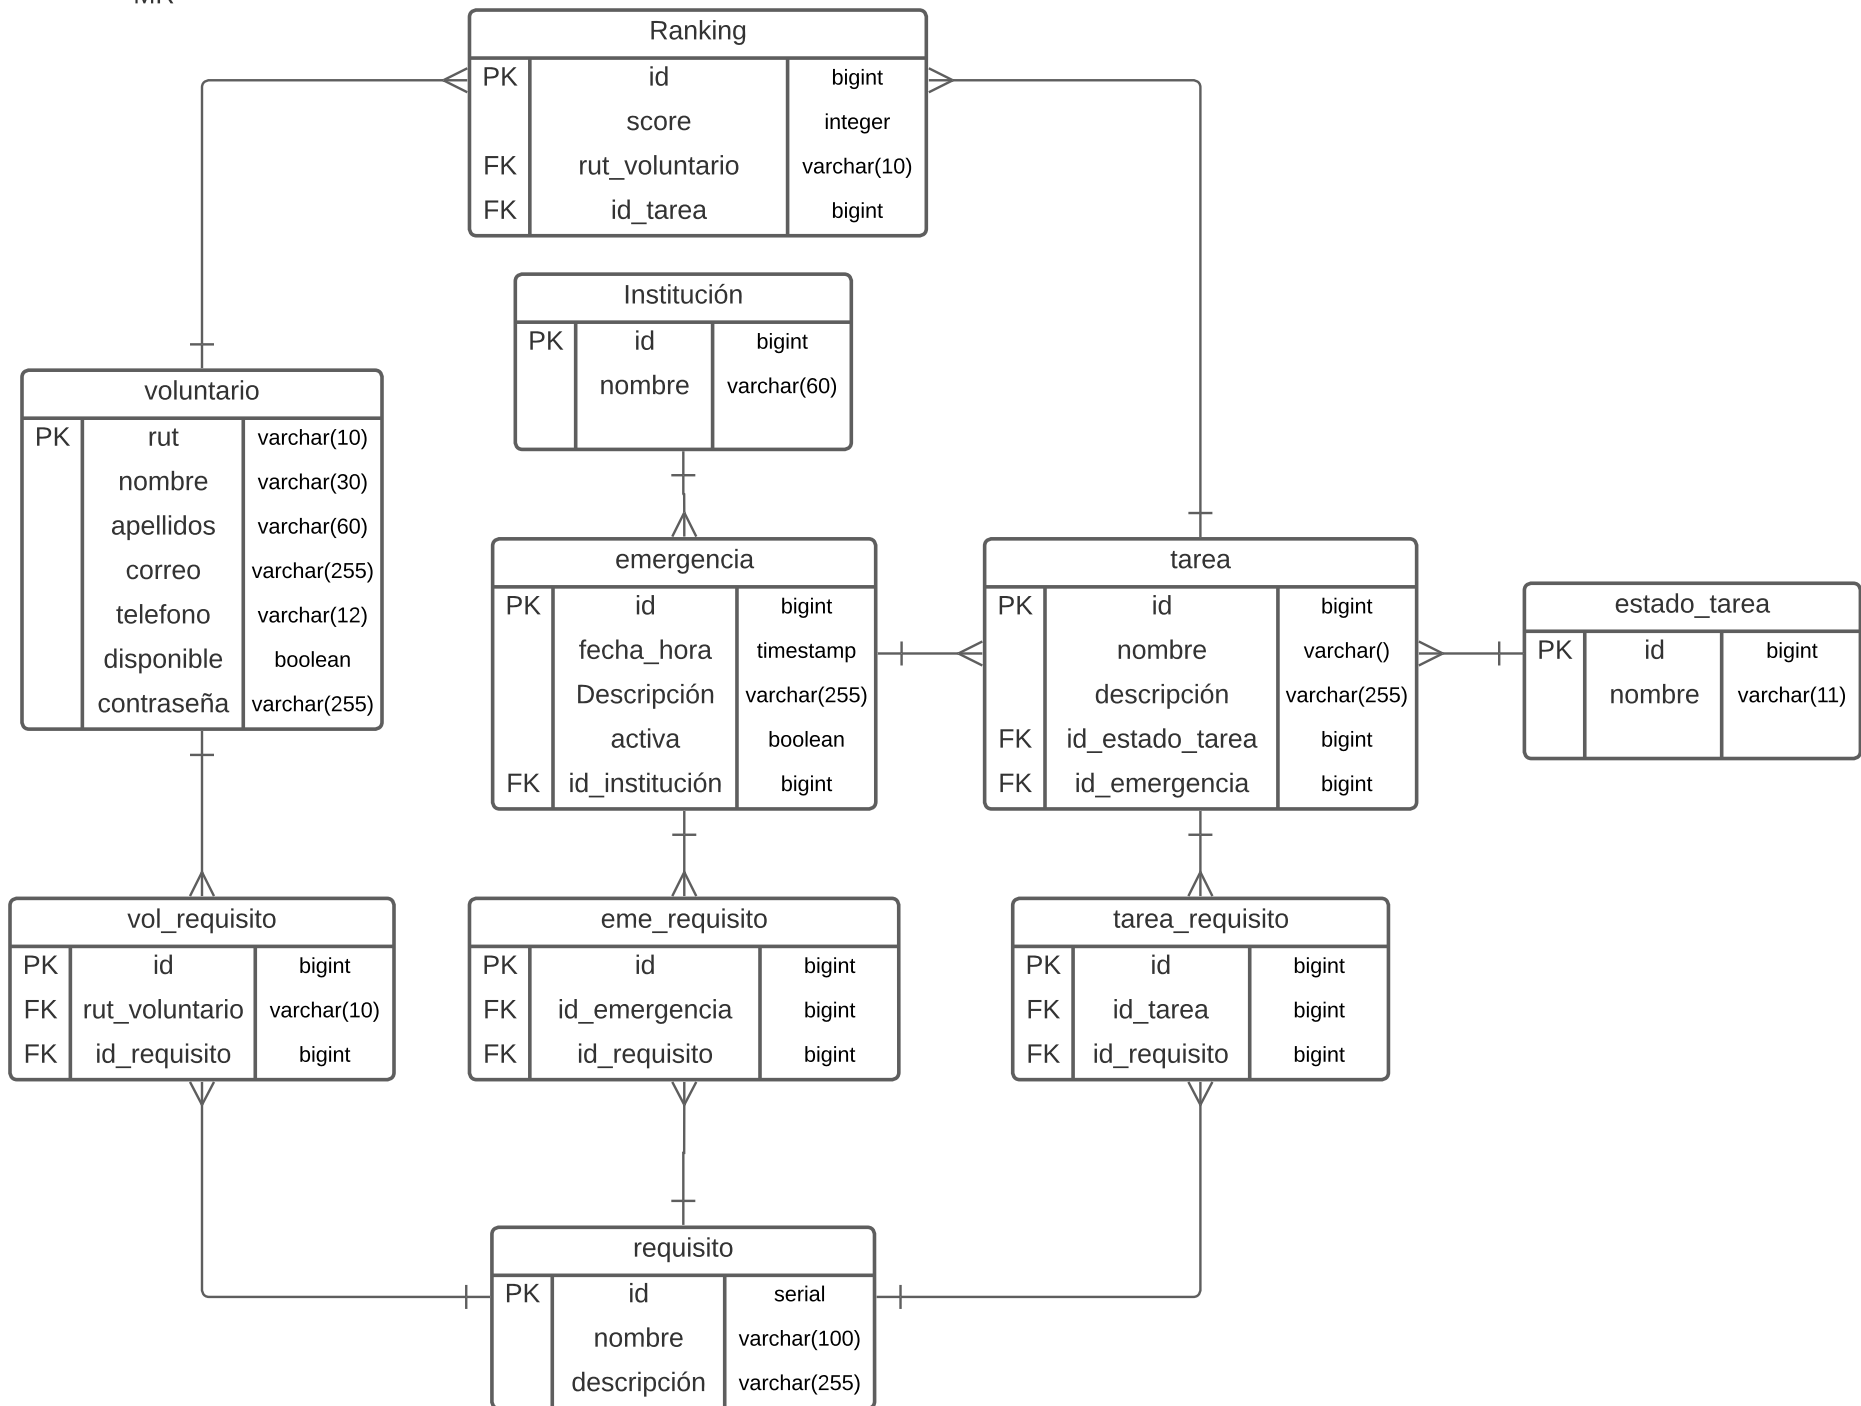 MR
Ranking
PK id bigint
score integer
FK rut_voluntario varchar(10)
FK id_tarea bigint
Institución
PK id bigint
nombre varchar(60)
voluntario
PK rut varchar(10)
nombre varchar(30)
apellidos varchar(60)
correo varchar(255)
telefono varchar(12)
disponible boolean
contraseña varchar(255)
emergencia
PK id bigint
fecha_hora timestamp
Descripción varchar(255)
activa boolean
FK id_institución bigint
tarea
PK id bigint
nombre varchar()
descripción varchar(255)
FK id_estado_tarea bigint
FK id_emergencia bigint
estado_tarea
PK id bigint
nombre varchar(11)
vol_requisito
PK id bigint
FK rut_voluntario varchar(10)
FK id_requisito bigint
eme_requisito
PK id bigint
FK id_emergencia bigint
FK id_requisito bigint
tarea_requisito
PK id bigint
FK id_tarea bigint
FK id_requisito bigint
requisito
PK id serial
nombre varchar(100)
descripción varchar(255)